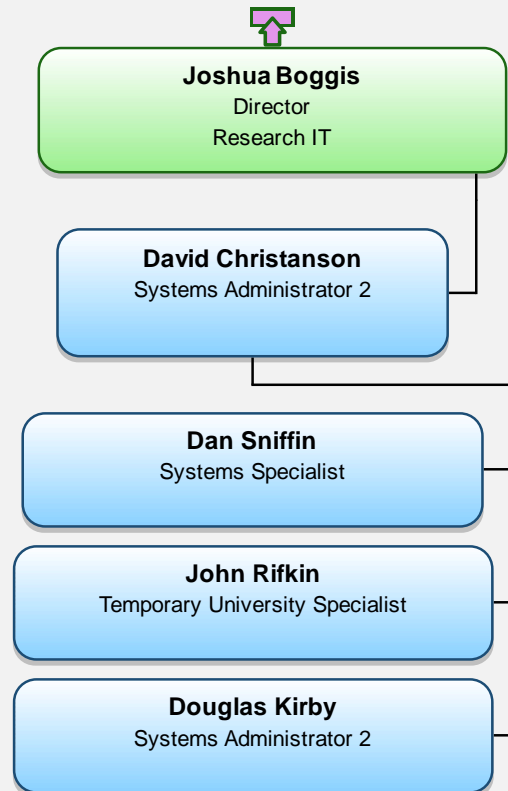 Joshua Boggis
Director
Research IT
David Christanson
Systems Administrator 2
Dan Sniffin
Systems Specialist
John Rifkin
Temporary University Specialist
Douglas Kirby
Systems Administrator 2